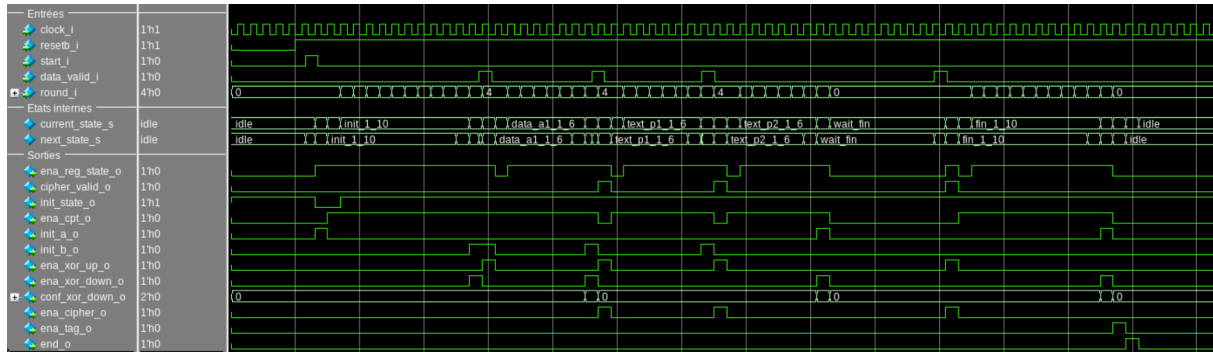 Entrées
clock_i 1'h1
resetb_i 1'h1
start_i 1'h0
data_valid_i 1'h0
round_i 4'h0 0 4 4 4 0 0
Etats internes
current_state_s idle idle init_1_10 data_a1_1_6 text_p1_1_6 text_p2_1_6 wait_fin fin_1_10 idle
next_state_s idle idle init_1_10 data_a1_1_6 text_p1_1_6 text_p2_1_6 wait_fin fin_1_10 idle
Sorties
ena_reg_state_o 1'h0
cipher_valid_o 1'h0
init_state_o 1'h1
ena_cpt_o 1'h0
init_a_o 1'h0
init_b_o 1'h0
ena_xor_up_o 1'h0
ena_xor_down_o 1'h0
conf_xor_down_o 2'h0 0 0 0 0
ena_cipher_o 1'h0
ena_tag_o 1'h0
end_o 1'h0